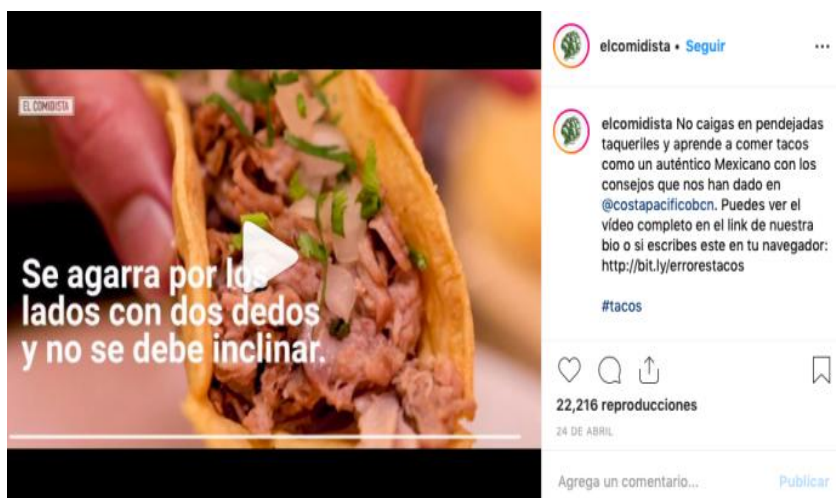 EL COMIDISTA
Se agarra por los
lados con dos dedos
y no se debe inclinar.
elcomidista • Seguir
elcomidista No caigas en pendejadas
taqueriles y aprende a comer tacos
como un auténtico Mexicano con los
consejos que nos han dado en
@costapacificobcn. Puedes ver el
vídeo completo en el link de nuestra
bio o si escribes este en tu navegador:
http://bit.ly/errorestacos
#tacos
22,216 reproducciones
24 DE ABRIL
Agrega un comentario...
Publicar